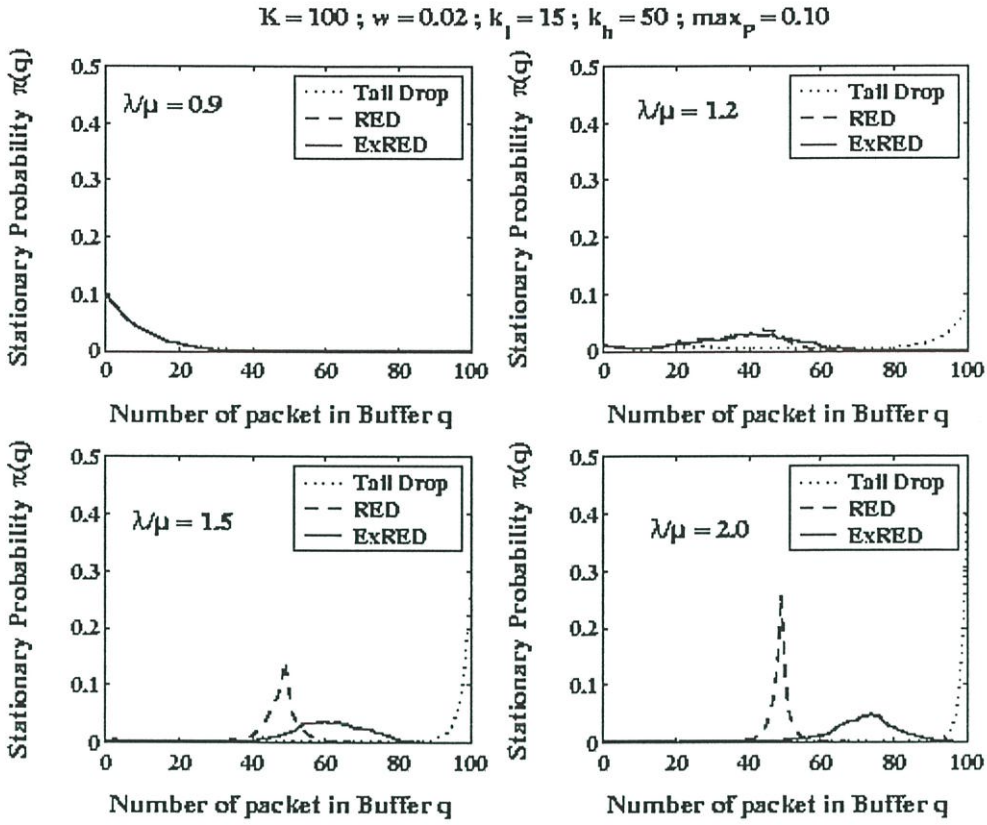 K = 100 ; w = 0.02 ; k_l = 15 ; k_h = 50 ; max_P = 0.10
Stationary Probability π(q)
0.5
0.4
0.3
0.2
0.1
0
λ/μ = 0.9
Tail Drop
RED
ExRED
0 20 40 60 80 100
Number of packet in Buffer q
Stationary Probability π(q)
0.5
0.4
0.3
0.2
0.1
0
λ/μ = 1.2
Tail Drop
RED
ExRED
0 20 40 60 80 100
Number of packet in Buffer q
Stationary Probability π(q)
0.5
0.4
0.3
0.2
0.1
0
λ/μ = 1.5
Tail Drop
RED
ExRED
0 20 40 60 80 100
Number of packet in Buffer q
Stationary Probability π(q)
0.5
0.4
0.3
0.2
0.1
0
λ/μ = 2.0
Tail Drop
RED
ExRED
0 20 40 60 80 100
Number of packet in Buffer q